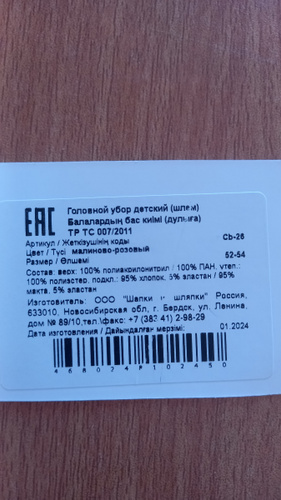 ЕАС
Головной убор детский (шлем)
Балалардың бас киімі (дулыға)
ТР ТС 007/2011
Артикул / Жеткізушінің коды Cb-26
Цвет / Түсі малиново-розовый
Размер / Өлшемі 52-54
Состав: верх: 100% полиакрилонитрил / 100% ПАН. утеп.:
100% полиэстер. подкл.: 95% хлопок, 5% эластан / 95%
мақта, 5% эластан
Изготовитель: ООО "Шапки и шляпки" Россия,
633010, Новосибирская обл, г. Бердск, ул. Ленина,
дом № 89/10,тел.\факс: +7 (383 41) 2-98-29
Дата изготовления / Дайындалған мерзімі: 01.2024